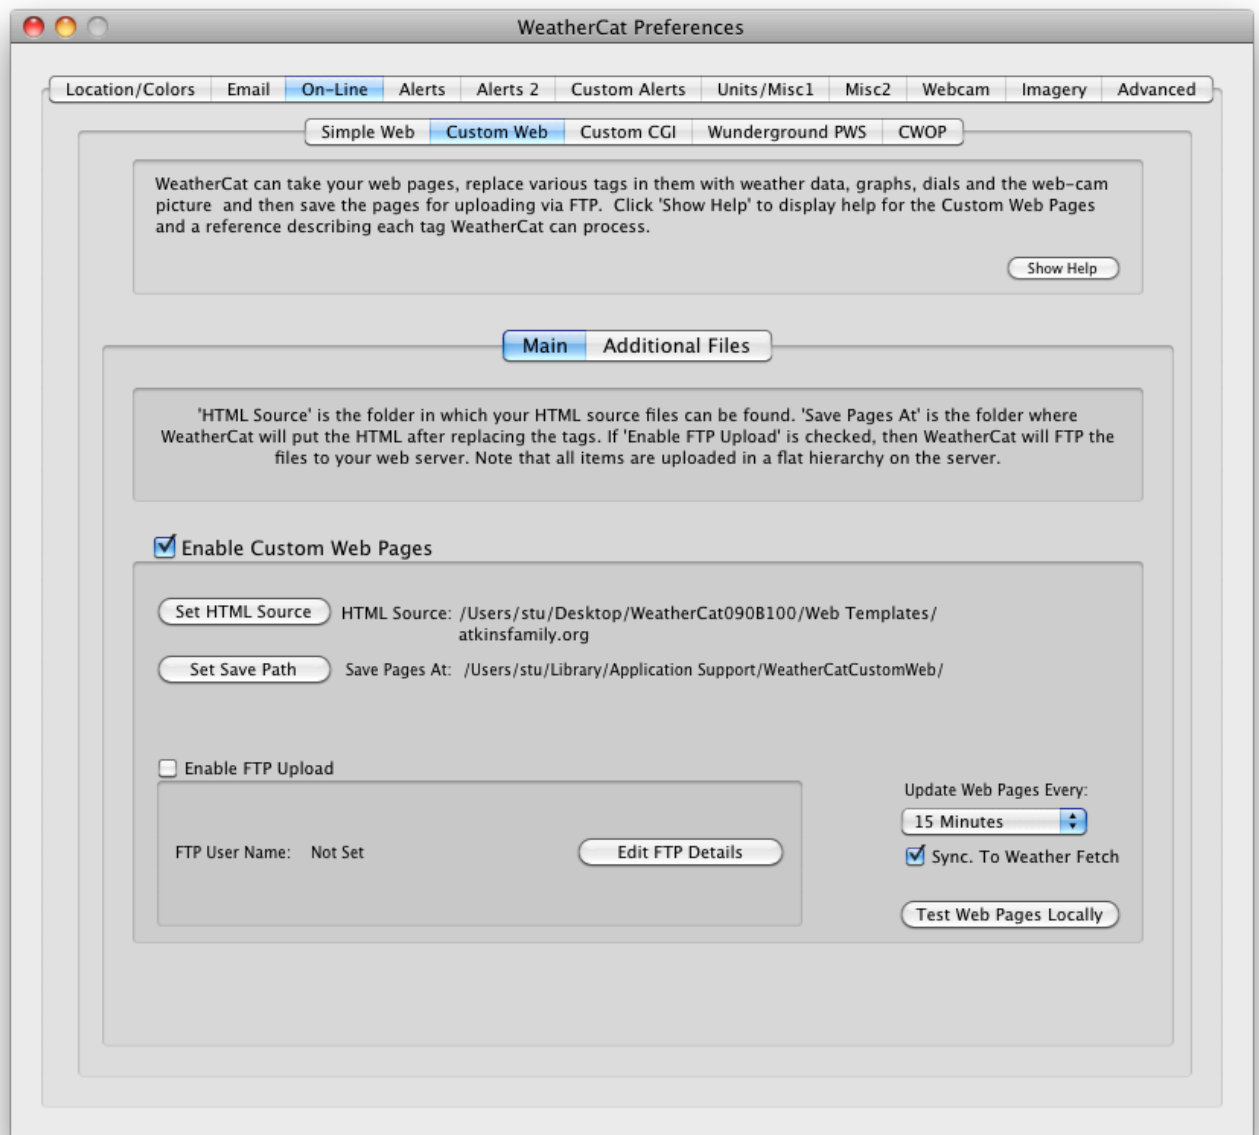 WeatherCat Preferences
Location/Colors Email On-Line Alerts Alerts 2 Custom Alerts Units/Misc1 Misc2 Webcam Imagery Advanced
Simple Web Custom Web Custom CGI Wunderground PWS CWOP
WeatherCat can take your web pages, replace various tags in them with weather data, graphs, dials and the web-cam
picture and then save the pages for uploading via FTP. Click 'Show Help' to display help for the Custom Web Pages
and a reference describing each tag WeatherCat can process.
Show Help
Main Additional Files
'HTML Source' is the folder in which your HTML source files can be found. 'Save Pages At' is the folder where
WeatherCat will put the HTML after replacing the tags. If 'Enable FTP Upload' is checked, then WeatherCat will FTP the
files to your web server. Note that all items are uploaded in a flat hierarchy on the server.
Enable Custom Web Pages
Set HTML Source HTML Source: /Users/stu/Desktop/WeatherCat090B100/Web Templates/
atkinsfamily.org
Set Save Path Save Pages At: /Users/stu/Library/Application Support/WeatherCatCustomWeb/
Enable FTP Upload
Update Web Pages Every:
15 Minutes
FTP User Name: Not Set Edit FTP Details
Sync. To Weather Fetch
Test Web Pages Locally